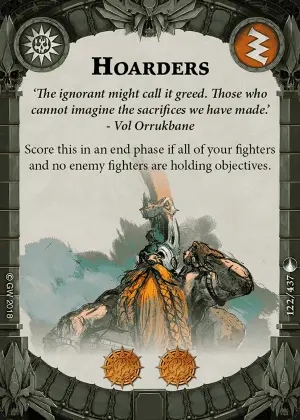 Hoarders
‘The ignorant might call it greed. Those who
cannot imagine the sacrifices we have made.’
- Vol Orrukbane
Score this in an end phase if all of your fighters
and no enemy fighters are holding objectives.
© GW 2018
122/437